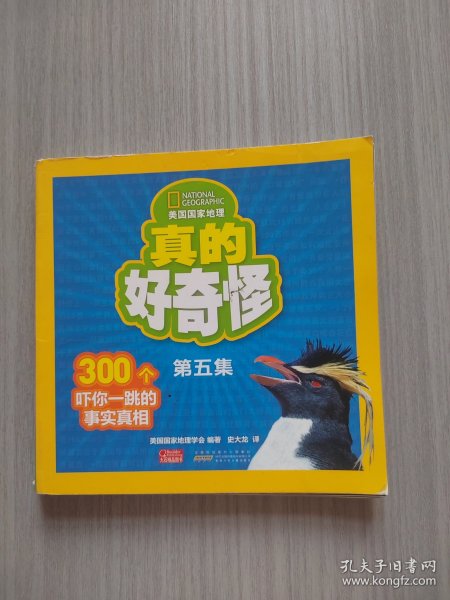 NATIONAL
GEOGRAPHIC
美国国家地理
真的
好奇怪
第五集
300个
吓你一跳的
事实真相
美国国家地理学会 编著 史大龙 译
孔夫子旧书网
www.kongfz.com